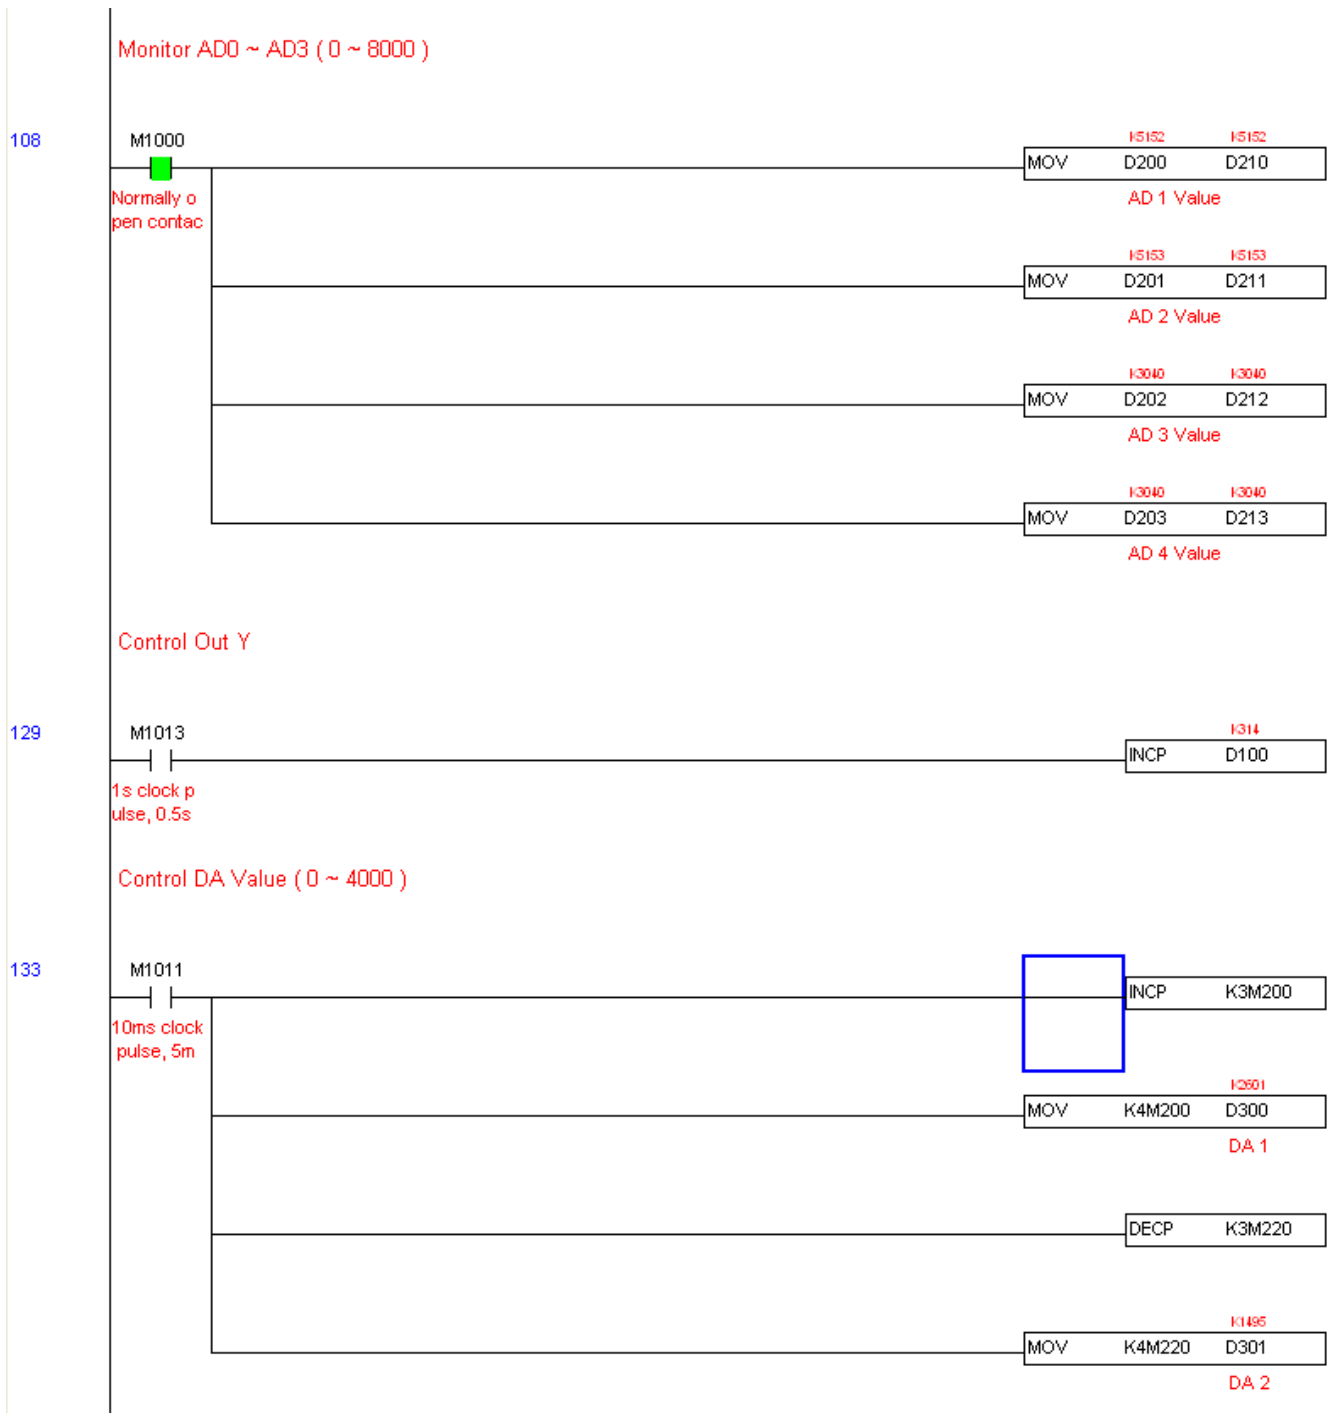 Monitor AD0 ~ AD3 ( 0 ~ 8000 )
108 M1000 K5152 K5152
MOV D200 D210
Normally o AD 1 Value
pen contac
K5153 K5153
MOV D201 D211
AD 2 Value
K3040 K3040
MOV D202 D212
AD 3 Value
K3040 K3040
MOV D203 D213
AD 4 Value
Control Out Y
129 M1013 K314
INCP D100
1s clock p
ulse, 0.5s
Control DA Value ( 0 ~ 4000 )
133 M1011
INCP K3M200
10ms clock
pulse, 5m
K2601
MOV K4M200 D300
DA 1
DECP K3M220
K1495
MOV K4M220 D301
DA 2